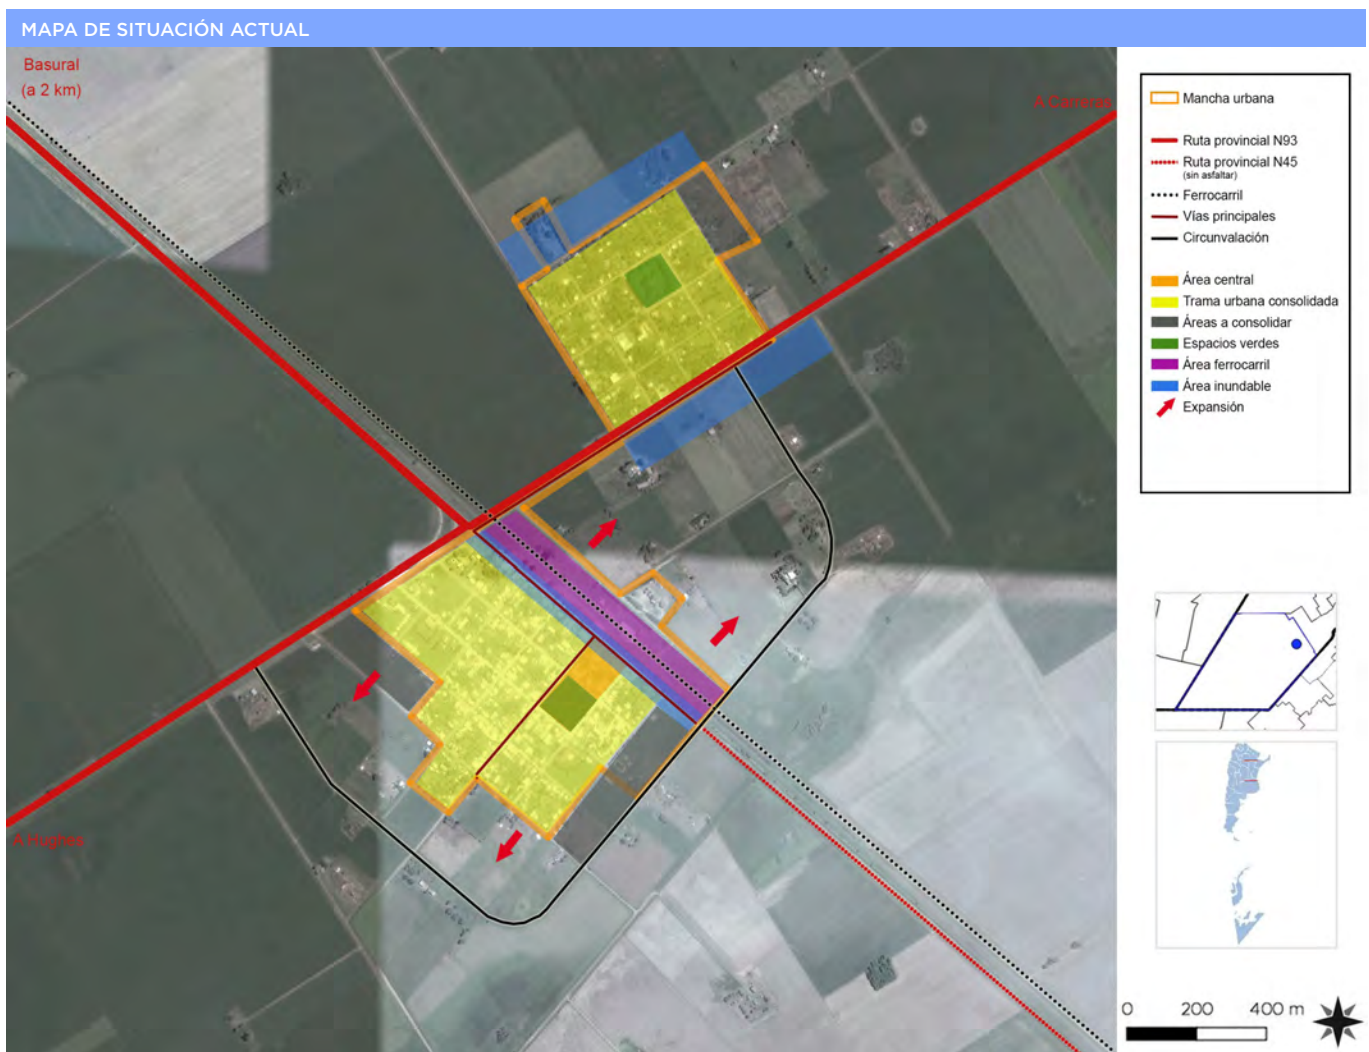 MAPA DE SITUACIÓN ACTUAL
Basural
(a 2 km)
A Carreras
A Hughes
Mancha urbana
Ruta provincial N93
Ruta provincial N45
(sin asfaltar)
Ferrocarril
Vías principales
Circunvalación
Área central
Trama urbana consolidada
Áreas a consolidar
Espacios verdes
Área ferrocarril
Área inundable
Expansión
0 200 400 m